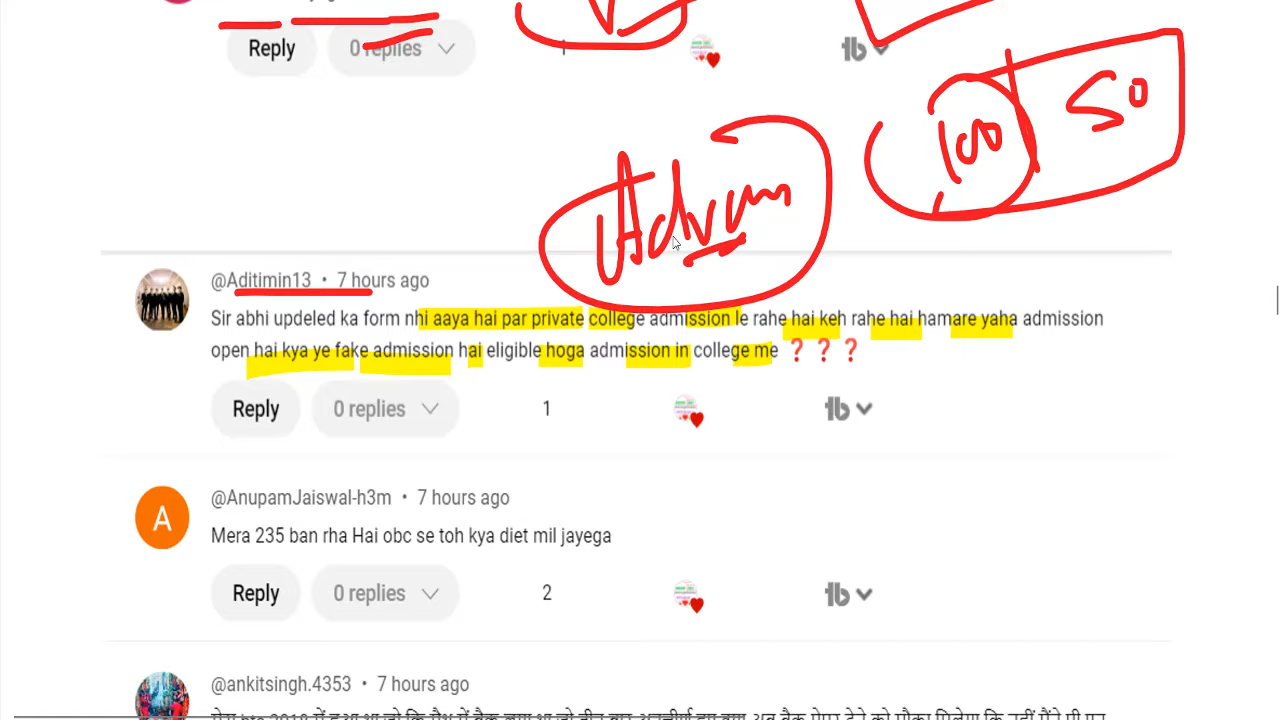 Reply 0 replies 1
100 50
Advan
@Aditimin13 • 7 hours ago
Sir abhi updeled ka form nhi aaya hai par private college admission le rahe hai keh rahe hai hamare yaha admission
open hai kya ye fake admission hai eligible hoga admission in college me ❓❓❓
Reply 0 replies 1
@AnupamJaiswal-h3m • 7 hours ago
A
Mera 235 ban rha Hai obc se toh kya diet mil jayega
Reply 0 replies 2
@ankitsingh.4353 • 7 hours ago